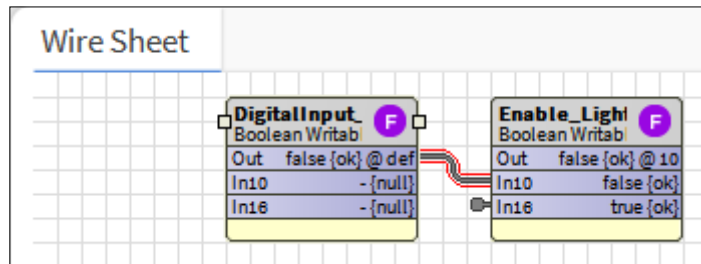 Wire Sheet
DigitalInput_
F
Boolean Writabl
Out false {ok} @ def
In10 - {null}
In16 - {null}
Enable_Light
F
Boolean Writabl
Out false {ok} @ 10
In10 false {ok}
In16 true {ok}